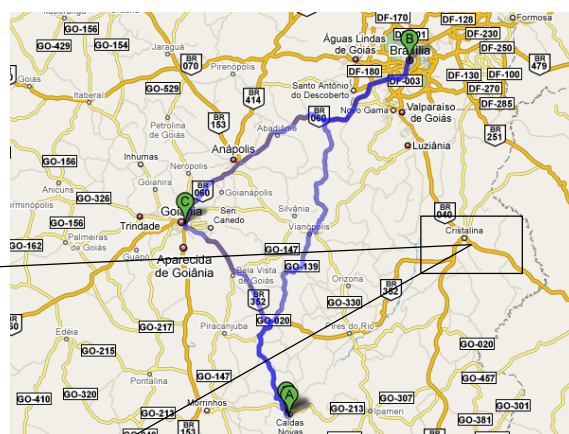 GO-156
GO-429
GO-154
Jaraguá
Pirenópolis
Águas Lindas
de Goiás
DF-170
DF-128
Formosa
B
Brasília
DF-230
DF-250
BR
479
BR
070
Goiás
GO-529
BR
414
DF-180
DF-003
DF-130
DF-100
DF-270
DF-285
Santo Antônio
do Descoberto
Novo Gama
Valparaiso
de Goiás
Itaberaí
Petrolina
de Goiás
BR
153
Abadiânia
BR
060
BR
251
Anápolis
Luziânia
GO-156
Inhumas
Nerópolis
Anicuns
Goianira
BR
060
Goianápolis
GO-326
C
Goiânia
Sen.
Canedo
Silvânia
Vianópolis
BR
040
Cristalina
GO-156
Trindade
GO-162
Palmeiras
de Goiás
Guapó
Aparecida
de Goiânia
GO-147
Bela Vista
de Goiás
GO-139
BR
352
Orizona
BR
352
GO-330
GO-020
GO-217
Piracanjuba
Pires do Rio
Edéia
GO-215
GO-020
GO-147
GO-457
Pontalina
GO-410
GO-320
A
GO-213
Morrinhos
BR
153
Caldas
Novas
GO-213
Ipameri
GO-307
GO-301
GO-381